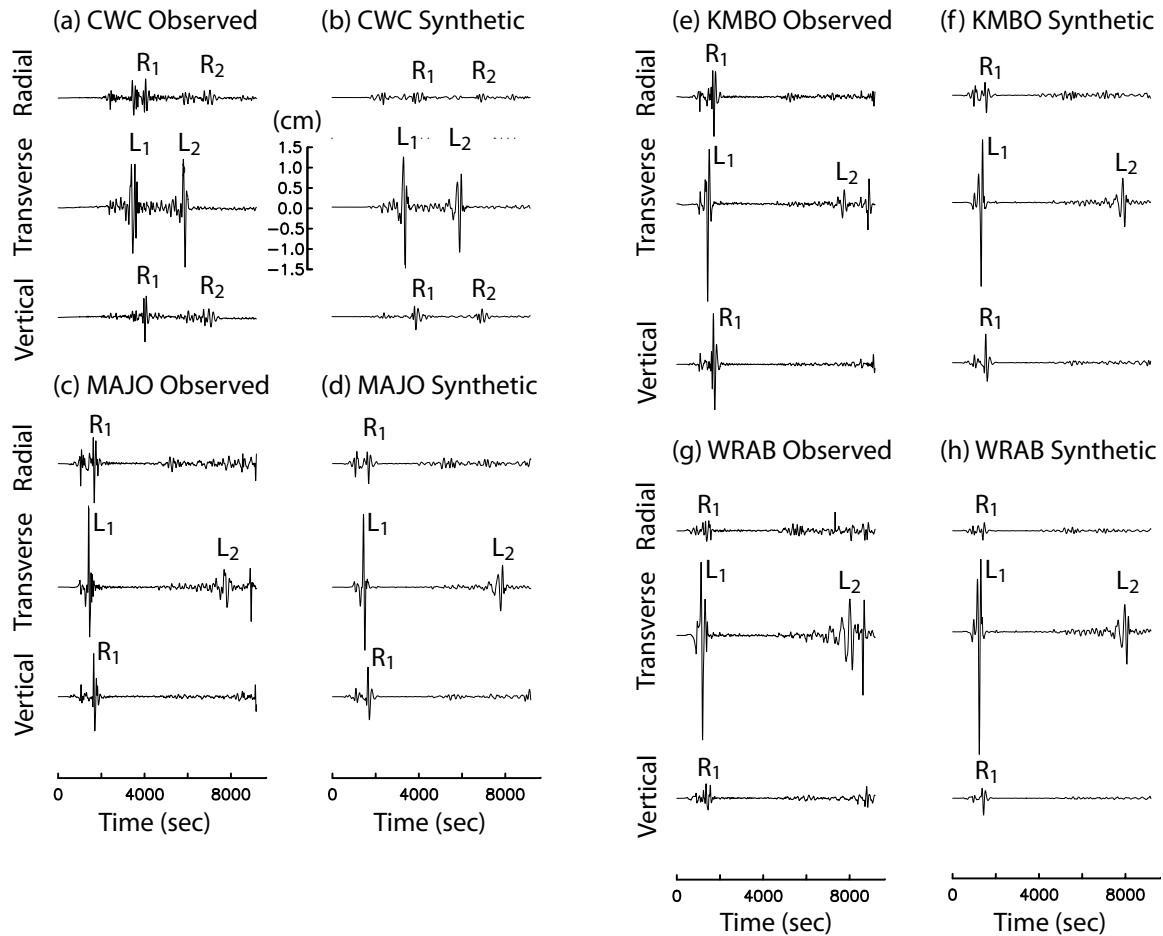 (a) CWC Observed
(b) CWC Synthetic
Radial
R1
R2
R1
R2
Transverse
L1
L2
(cm)
1.5
1.0
0.5
0.0
−0.5
−1.0
−1.5
L1
L2
Vertical
R1
R2
R1
R2
(c) MAJO Observed
(d) MAJO Synthetic
Radial
R1
R1
Transverse
L1
L2
L1
L2
Vertical
R1
R1
0 4000 8000
0 4000 8000
Time (sec)
Time (sec)
(e) KMBO Observed
(f) KMBO Synthetic
Radial
R1
R1
Transverse
L1
L2
L1
L2
Vertical
R1
R1
(g) WRAB Observed
(h) WRAB Synthetic
Radial
R1
R1
Transverse
L1
L2
L1
L2
Vertical
R1
R1
0 4000 8000
0 4000 8000
Time (sec)
Time (sec)